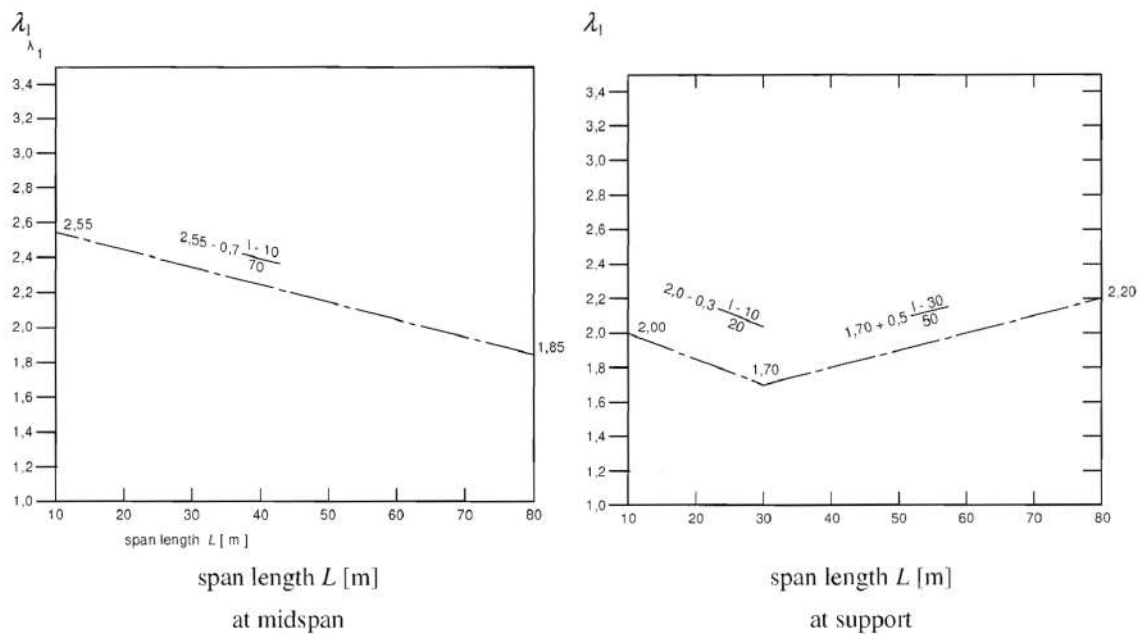 λ₁
λ₁
3,4
3,2
3,0
2,8
2,6
2,4
2,2
2,0
1,8
1,6
1,4
1,2
1,0
2,55
2,55 - 0,7 l - 10
70
1,85
10 20 30 40 50 60 70 80
span length L [ m ]
span length L [m]
at midspan
λ₁
3,4
3,2
3,0
2,8
2,6
2,4
2,2
2,0
1,8
1,6
1,4
1,2
1,0
2,00
2,0 - 0,3 l - 10
20
1,70
1,70 + 0,5 l - 30
50
2,20
10 20 30 40 50 60 70 80
span length L [m]
at support